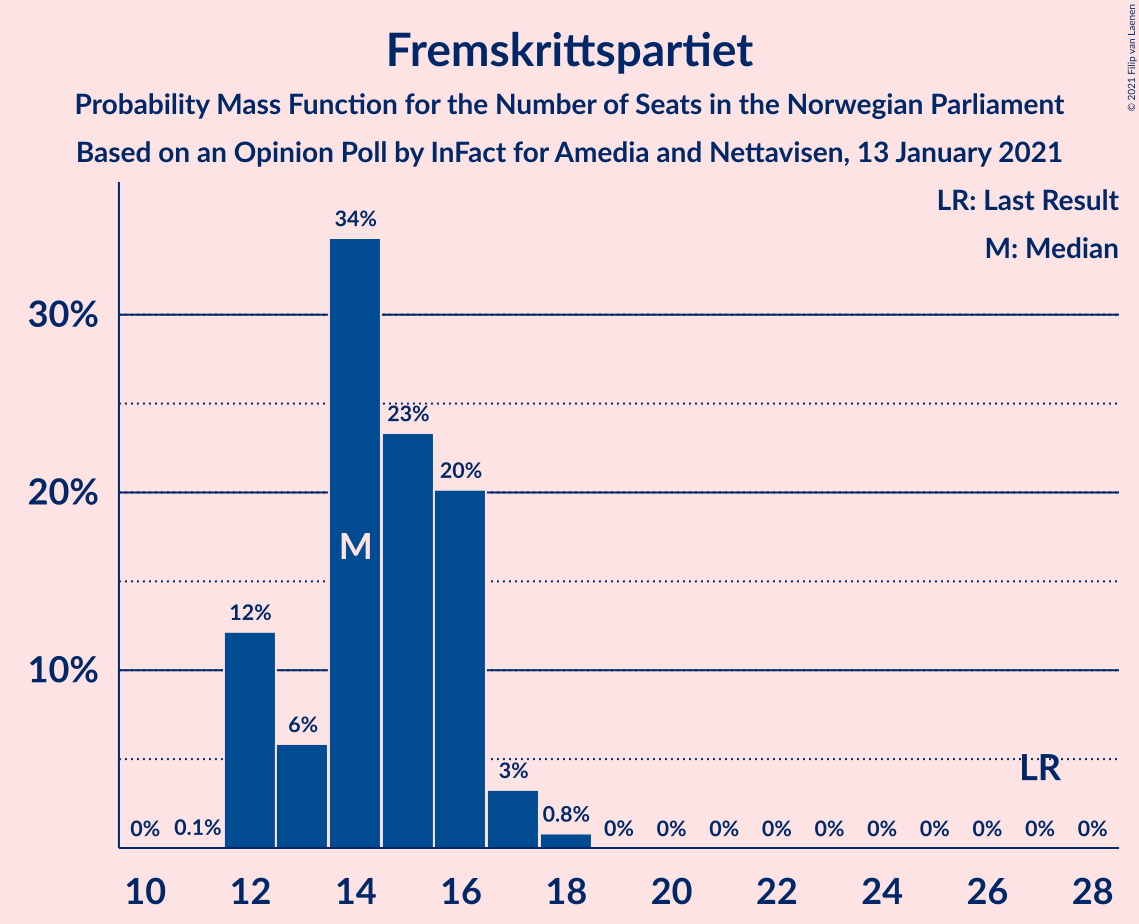 Fremskrittspartiet
Probability Mass Function for the Number of Seats in the Norwegian Parliament
Based on an Opinion Poll by InFact for Amedia and Nettavisen, 13 January 2021
© 2021 Filip van Laenen
LR: Last Result
M: Median
30%
20%
10%
0%
0.1%
12%
6%
34%
M
23%
20%
3%
0.8%
0%
0%
0%
0%
0%
0%
0%
0%
LR
0%
0%
10 12 14 16 18 20 22 24 26 28